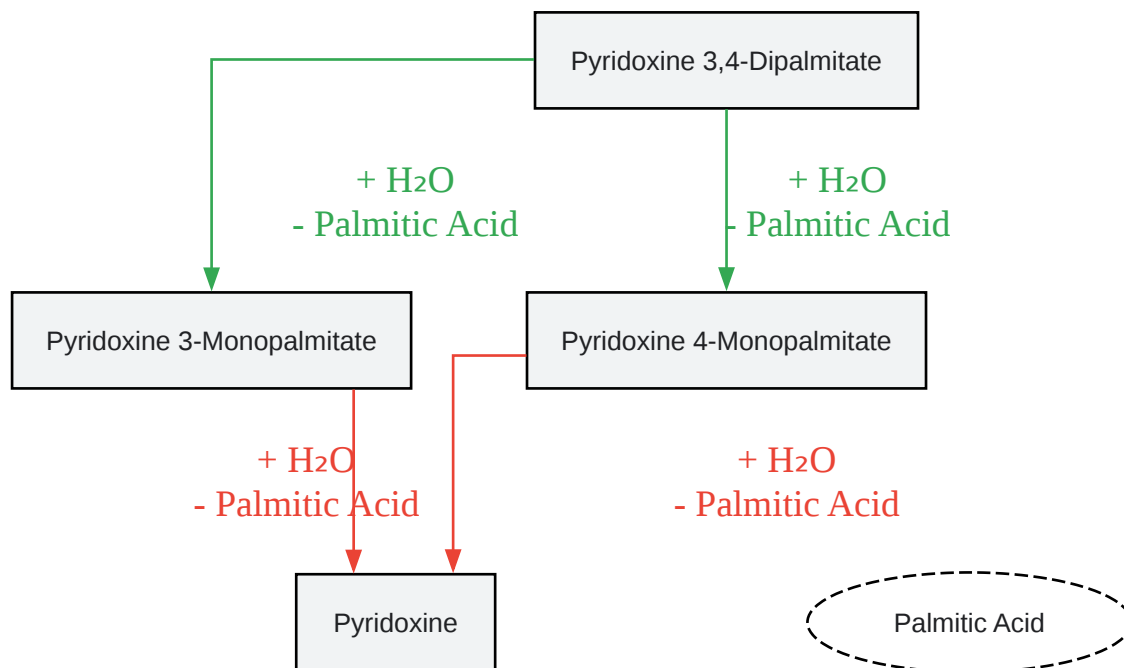 Pyridoxine 3,4-Dipalmitate
+ H₂O
- Palmitic Acid
+ H₂O
- Palmitic Acid
Pyridoxine 3-Monopalmitate
Pyridoxine 4-Monopalmitate
+ H₂O
- Palmitic Acid
+ H₂O
- Palmitic Acid
Pyridoxine
Palmitic Acid